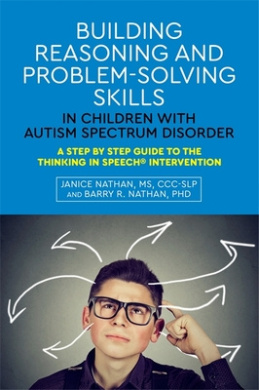 BUILDING
REASONING AND
PROBLEM-SOLVING
SKILLS
IN CHILDREN WITH
AUTISM SPECTRUM DISORDER
A STEP BY STEP GUIDE TO THE
THINKING IN SPEECH® INTERVENTION
JANICE NATHAN, MS, CCC-SLP
AND BARRY R. NATHAN, PHD